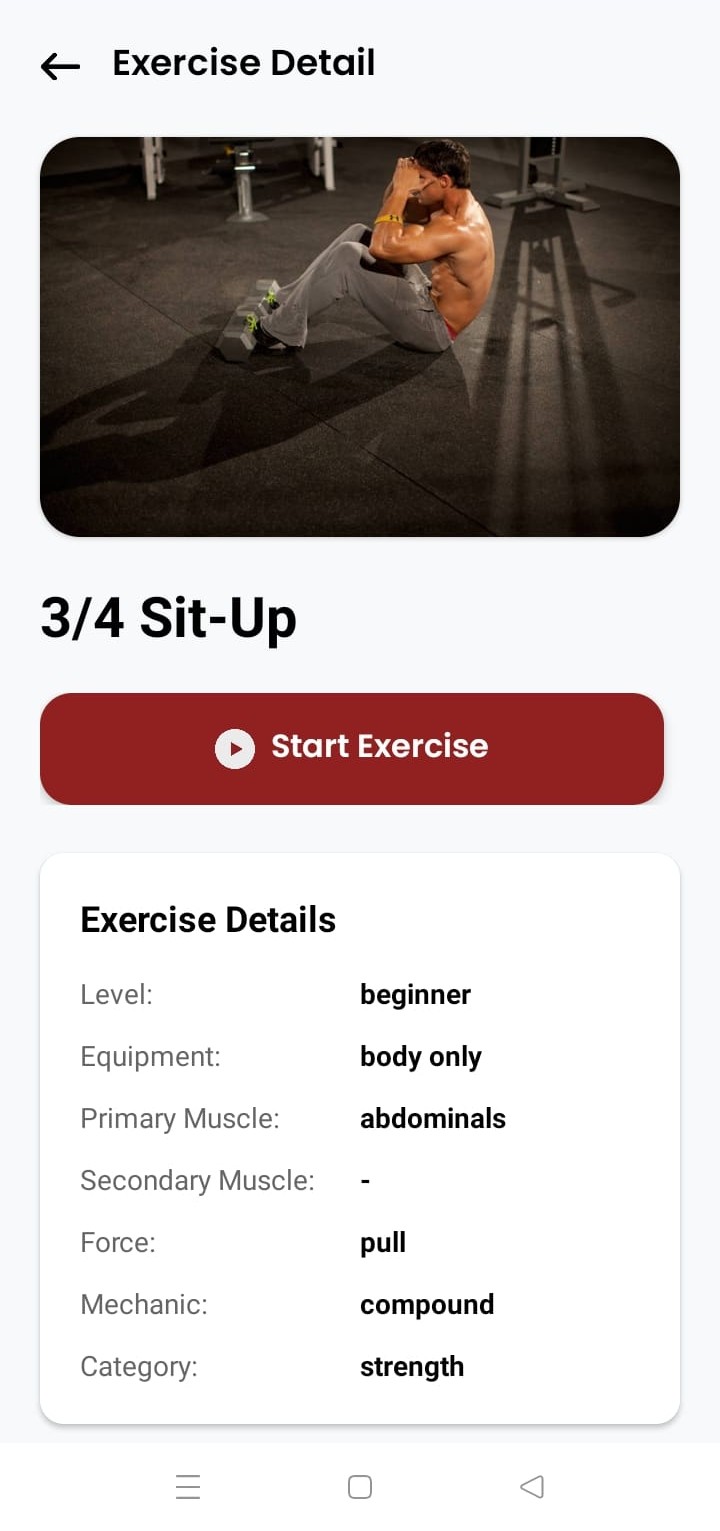 Exercise Detail
3/4 Sit-Up
Start Exercise
Exercise Details
Level: beginner
Equipment: body only
Primary Muscle: abdominals
Secondary Muscle: -
Force: pull
Mechanic: compound
Category: strength